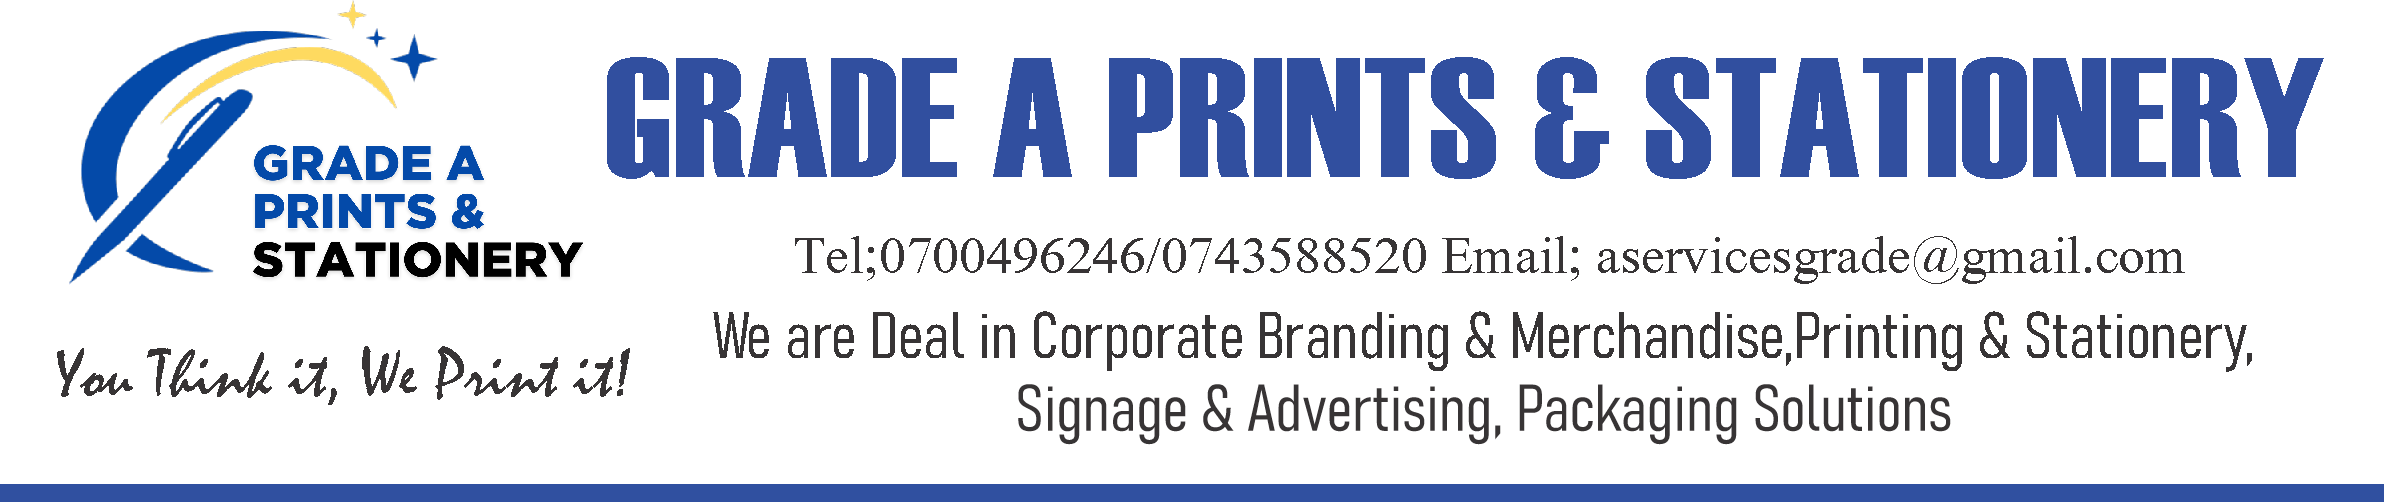 GRADE A
PRINTS &
STATIONERY
You Think it, We Print it!
GRADE A PRINTS & STATIONERY
Tel;0700496246/0743588520 Email; aservicesgrade@gmail.com
We are Deal in Corporate Branding & Merchandise,Printing & Stationery,
Signage & Advertising, Packaging Solutions